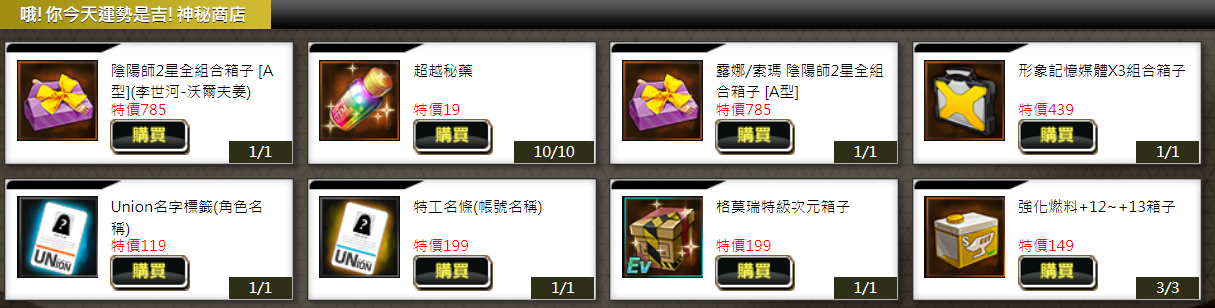 哦! 你今天運勢是吉! 神秘商店
陰陽師2星全組合箱子 [A
型](李世河-沃爾夫姜)
特價785
購買
1/1
超越秘藥
特價19
購買
10/10
露娜/索瑪 陰陽師2星全組
合箱子 [A型]
特價785
購買
1/1
形象記憶媒體X3組合箱子
特價439
購買
1/1
Union名字標籤(角色名
稱)
特價119
購買
1/1
UNION
特工名條(帳號名稱)
特價199
購買
1/1
UNION
格莫瑞特級次元箱子
特價199
購買
1/1
Ev
強化燃料+12~+13箱子
特價149
購買
3/3
S